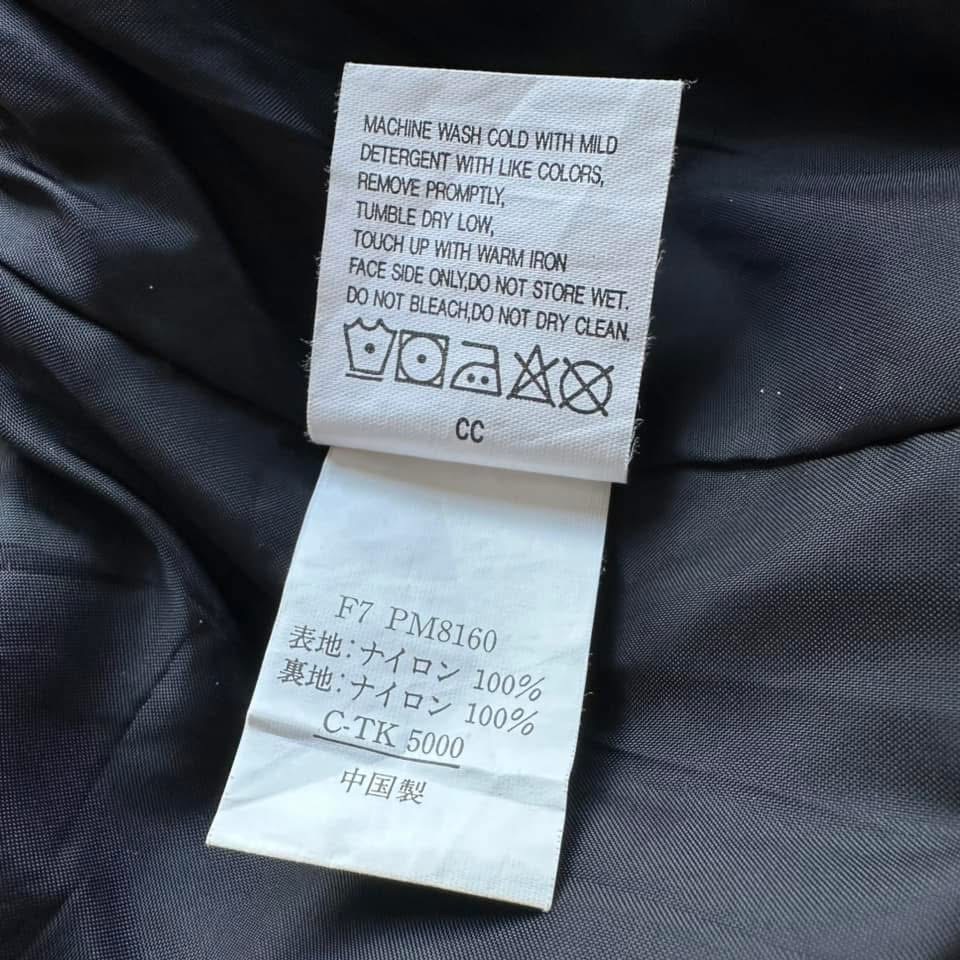 MACHINE WASH COLD WITH MILD
DETERGENT WITH LIKE COLORS,
REMOVE PROMPTLY,
TUMBLE DRY LOW,
TOUCH UP WITH WARM IRON
FACE SIDE ONLY,DO NOT STORE WET.
DO NOT BLEACH,DO NOT DRY CLEAN.
CC
F7 PM8160
表地:ナイロン 100%
裏地:ナイロン 100%
C-TK 5000
中国製